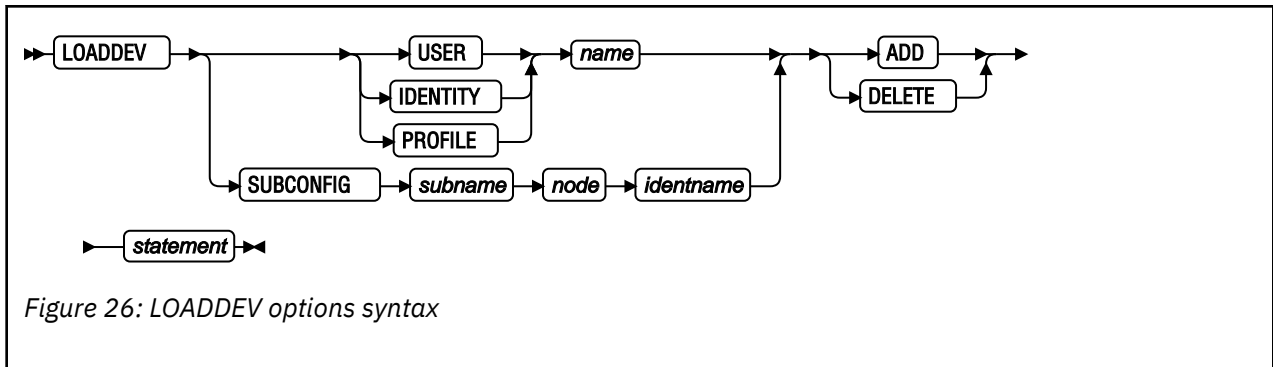 LOADDEV USER name ADD
IDENTITY DELETE
PROFILE
SUBCONFIG subname node identname
statement
Figure 26: LOADDEV options syntax